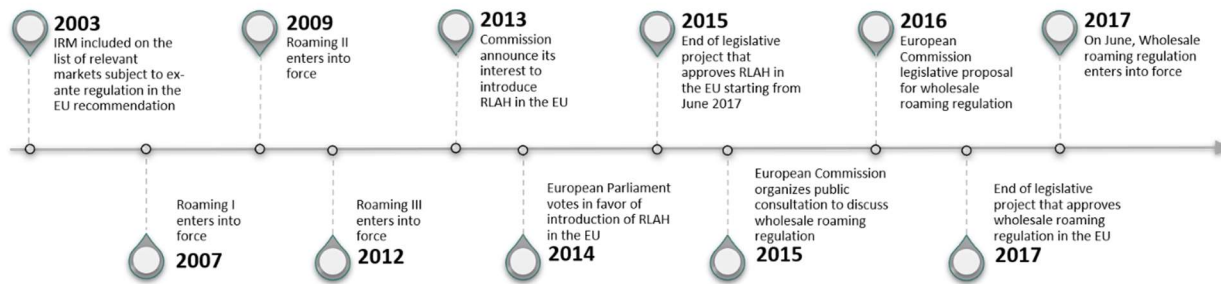 2003
IRM included on the
list of relevant
markets subject to ex-
ante regulation in the
EU recommendation
2009
Roaming II
enters into
force
2013
Commission
announce its
interest to
introduce
RLAH in the EU
2015
End of legislative
project that
approves RLAH in
the EU starting from
June 2017
2016
European
Commission
legislative proposal
for wholesale
roaming regulation
2017
On June, Wholesale
roaming regulation
enters into force
Roaming I
enters into
force
2007
Roaming III
enters into
force
2012
European Parliament
votes in favor of
introduction of RLAH
in the EU
2014
European Commission
organizes public
consultation to discuss
wholesale roaming
regulation
2015
End of legislative
project that approves
wholesale roaming
regulation in the EU
2017